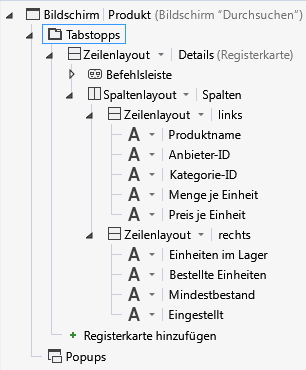 Bildschirm | Produkt (Bildschirm "Durchsuchen")
Tabstopps
Zeilenlayout | Details (Registerkarte)
Befehlsleiste
Spaltenlayout | Spalten
Zeilenlayout | links
A | Produktname
A | Anbieter-ID
A | Kategorie-ID
A | Menge je Einheit
A | Preis je Einheit
Zeilenlayout | rechts
A | Einheiten im Lager
A | Bestellte Einheiten
A | Mindestbestand
A | Eingestellt
+ Registerkarte hinzufügen
Popups